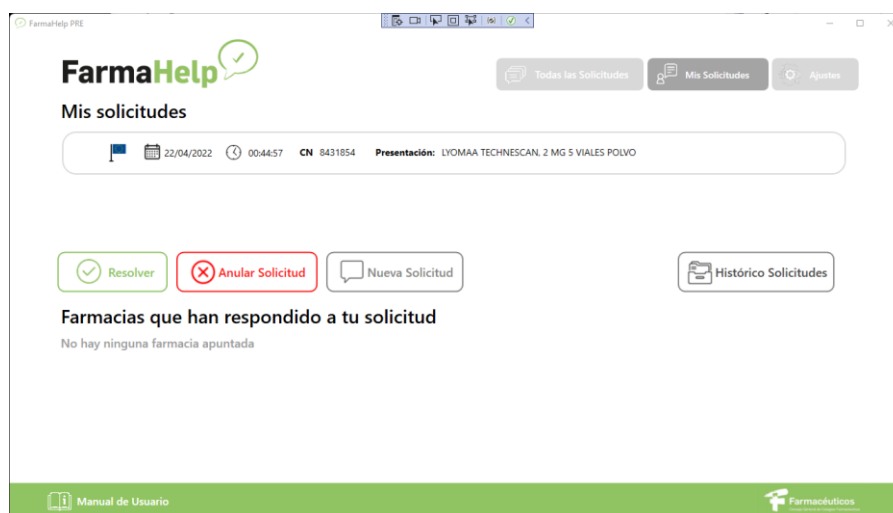 FarmaHelp PRE
FarmaHelp
Todas las Solicitudes
Mis Solicitudes
Ajustes
Mis solicitudes
22/04/2022 00:44:57 CN 8431854 Presentación: LYOMAA TECHNESCAN, 2 MG 5 VIALES POLVO
Resolver
Anular Solicitud
Nueva Solicitud
Histórico Solicitudes
Farmacias que han respondido a tu solicitud
No hay ninguna farmacia apuntada
Manual de Usuario
Farmacéuticos